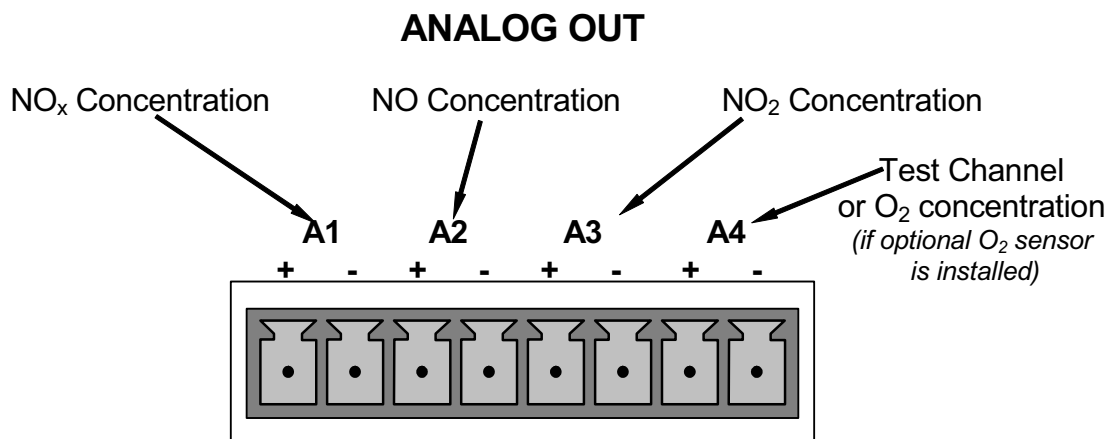 ANALOG OUT
NOₓ Concentration
NO Concentration
NO₂ Concentration
Test Channel
or O₂ concentration
(if optional O₂ sensor
is installed)
A1 A2 A3 A4
+ - + - + - + -